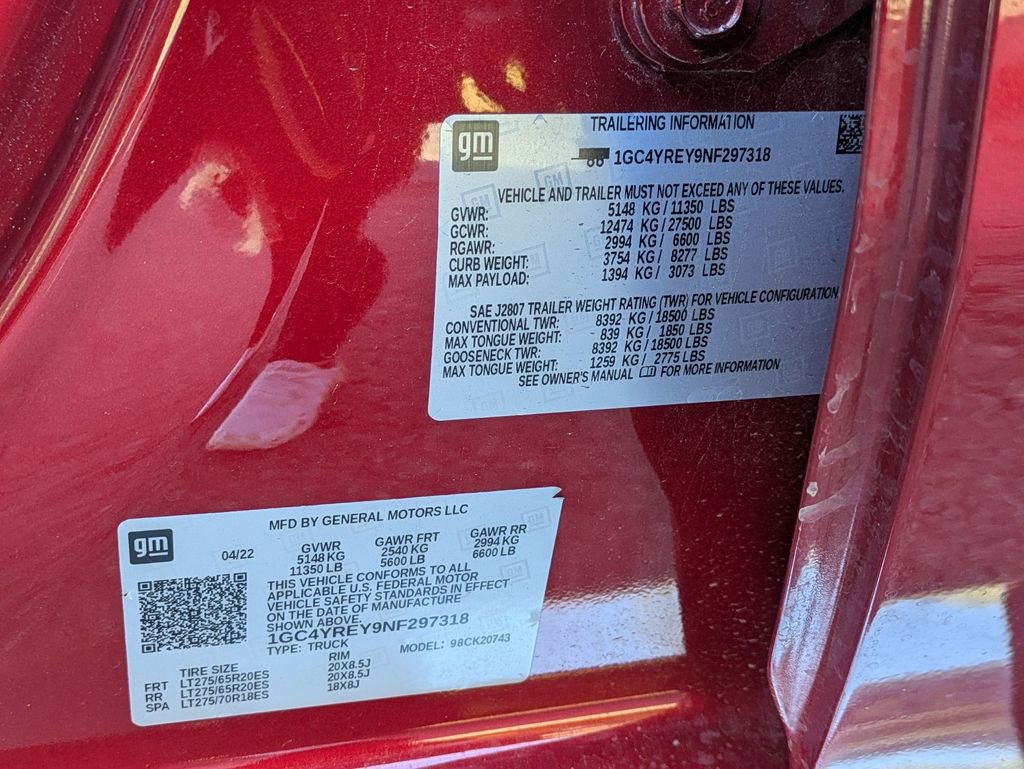 gm
TRAILERING INFORMATION
1GC4YREY9NF297318
VEHICLE AND TRAILER MUST NOT EXCEED ANY OF THESE VALUES.
GVWR: 5148 KG / 11350 LBS
GCWR: 12474 KG / 27500 LBS
RGAWR: 2994 KG / 6600 LBS
CURB WEIGHT: 3754 KG / 8277 LBS
MAX PAYLOAD: 1394 KG / 3073 LBS
SAE J2807 TRAILER WEIGHT RATING (TWR) FOR VEHICLE CONFIGURATION
CONVENTIONAL TWR: 8392 KG / 18500 LBS
MAX TONGUE WEIGHT: 839 KG / 1850 LBS
GOOSENECK TWR: 8392 KG / 18500 LBS
MAX TONGUE WEIGHT: 1259 KG / 2775 LBS
SEE OWNER'S MANUAL FOR MORE INFORMATION
gm
MFD BY GENERAL MOTORS LLC
04/22 GVWR GAWR FRT GAWR RR
5148 KG 2540 KG 2994 KG
11350 LB 5600 LB 6600 LB
THIS VEHICLE CONFORMS TO ALL
APPLICABLE U.S. FEDERAL MOTOR
VEHICLE SAFETY STANDARDS IN EFFECT
ON THE DATE OF MANUFACTURE
SHOWN ABOVE.
1GC4YREY9NF297318
TYPE: TRUCK MODEL: 98CK20743
TIRE SIZE RIM
FRT LT275/65R20ES 20X8.5J
RR LT275/65R20ES 20X8.5J
SPA LT275/70R18ES 18X8J